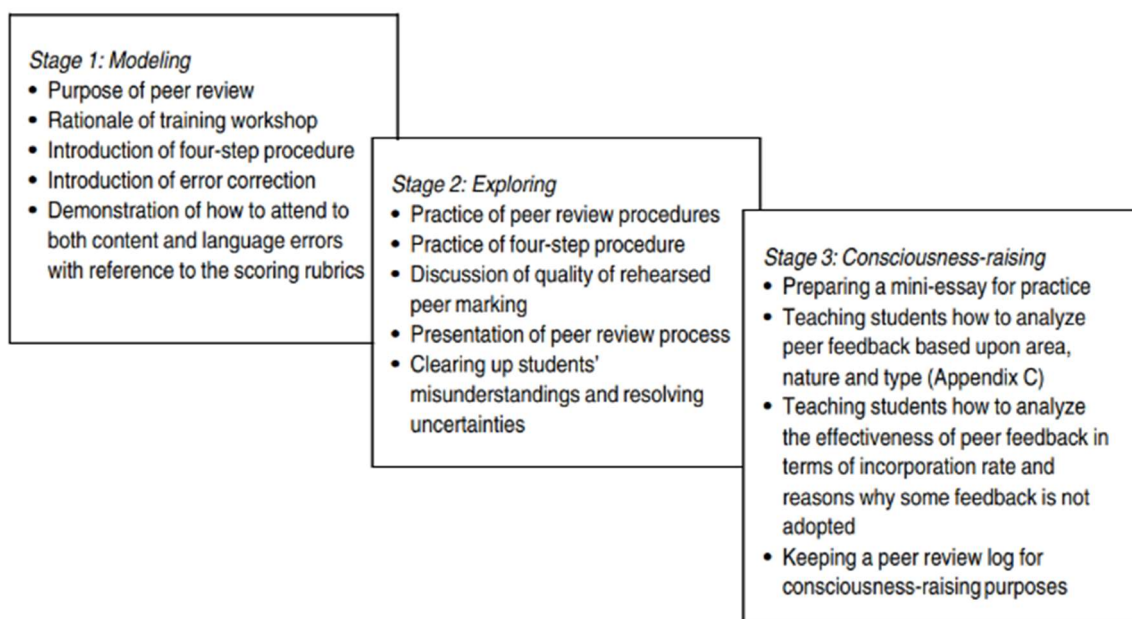 Stage 1: Modeling
• Purpose of peer review
• Rationale of training workshop
• Introduction of four-step procedure
• Introduction of error correction
• Demonstration of how to attend to
both content and language errors
with reference to the scoring rubrics
Stage 2: Exploring
• Practice of peer review procedures
• Practice of four-step procedure
• Discussion of quality of rehearsed
peer marking
• Presentation of peer review process
• Clearing up students'
misunderstandings and resolving
uncertainties
Stage 3: Consciousness-raising
• Preparing a mini-essay for practice
• Teaching students how to analyze
peer feedback based upon area,
nature and type (Appendix C)
• Teaching students how to analyze
the effectiveness of peer feedback in
terms of incorporation rate and
reasons why some feedback is not
adopted
• Keeping a peer review log for
consciousness-raising purposes